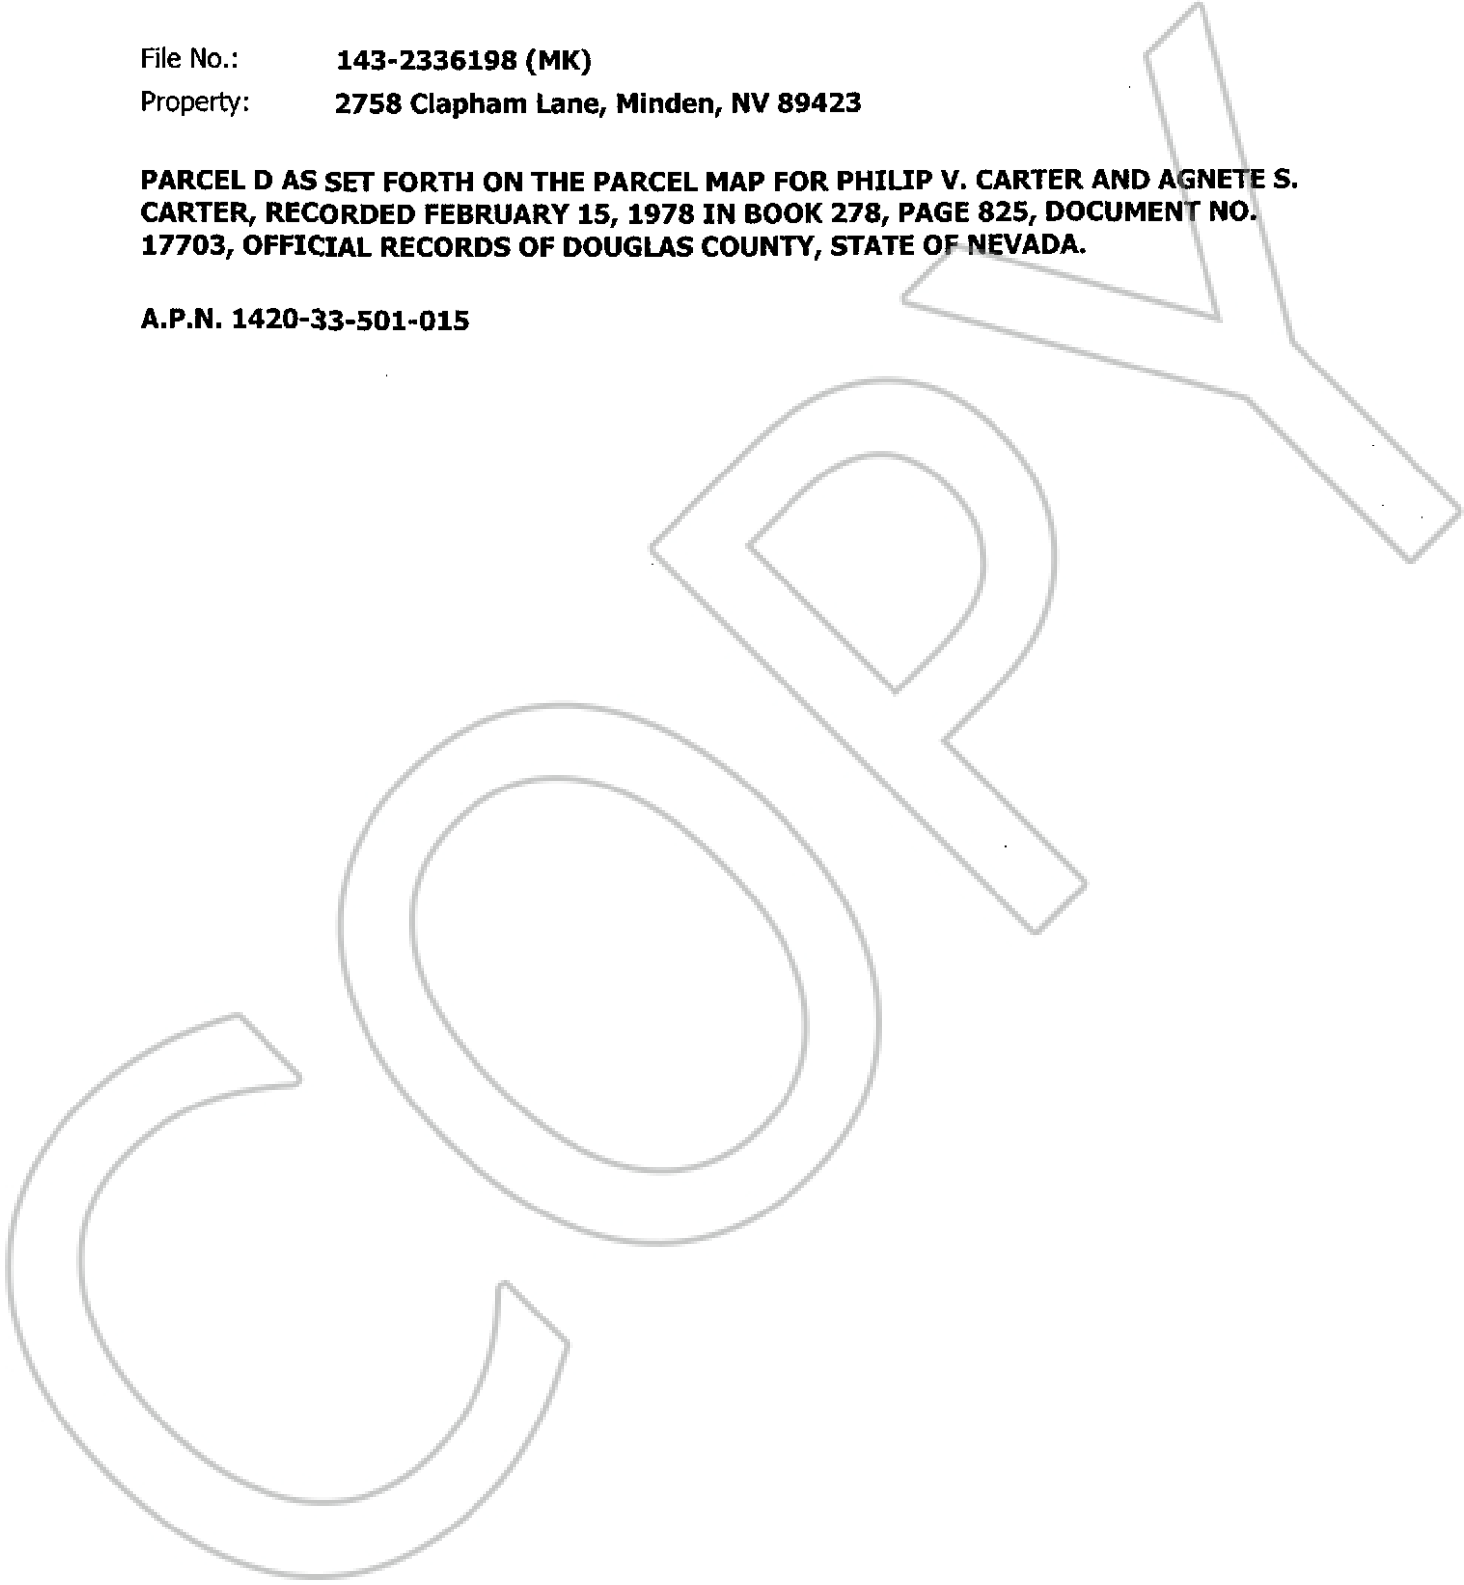 File No.: 143-2336198 (MK)
Property: 2758 Clapham Lane, Minden, NV 89423
PARCEL D AS SET FORTH ON THE PARCEL MAP FOR PHILIP V. CARTER AND AGNETE S.
CARTER, RECORDED FEBRUARY 15, 1978 IN BOOK 278, PAGE 825, DOCUMENT NO.
17703, OFFICIAL RECORDS OF DOUGLAS COUNTY, STATE OF NEVADA.
A.P.N. 1420-33-501-015
COPY